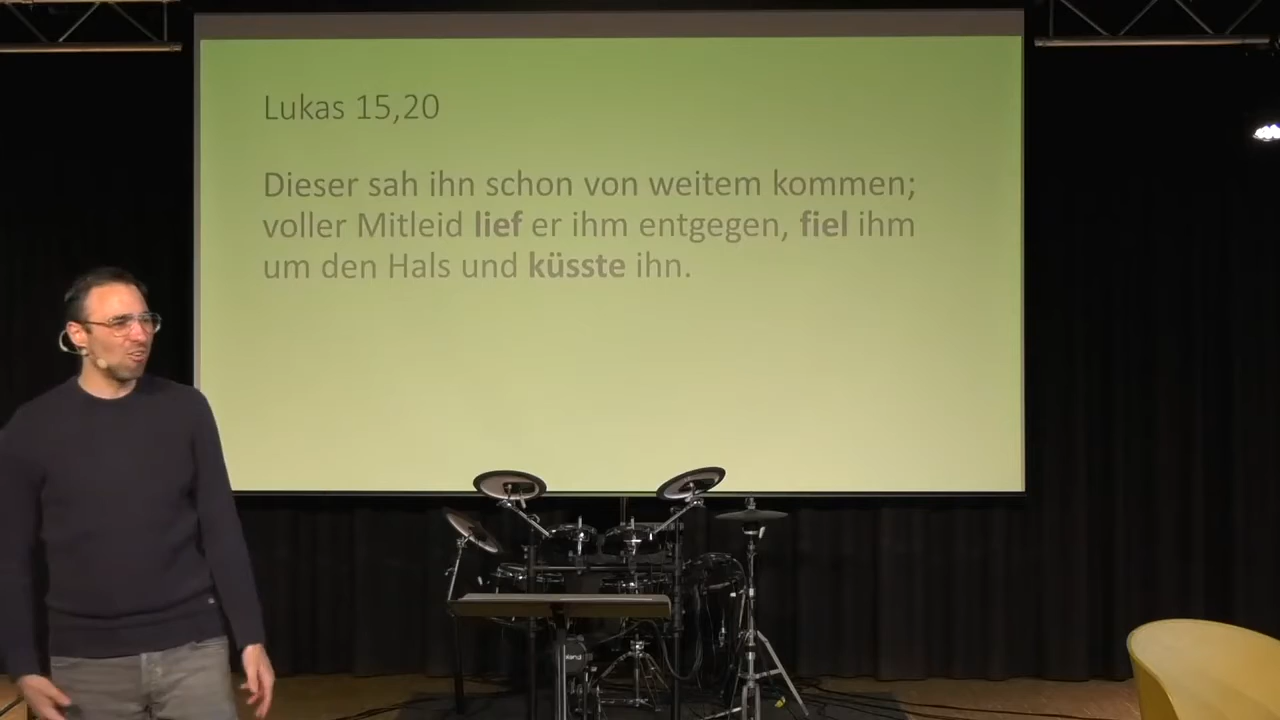 Lukas 15,20
Dieser sah ihn schon von weitem kommen;
voller Mitleid lief er ihm entgegen, fiel ihm
um den Hals und küsste ihn.